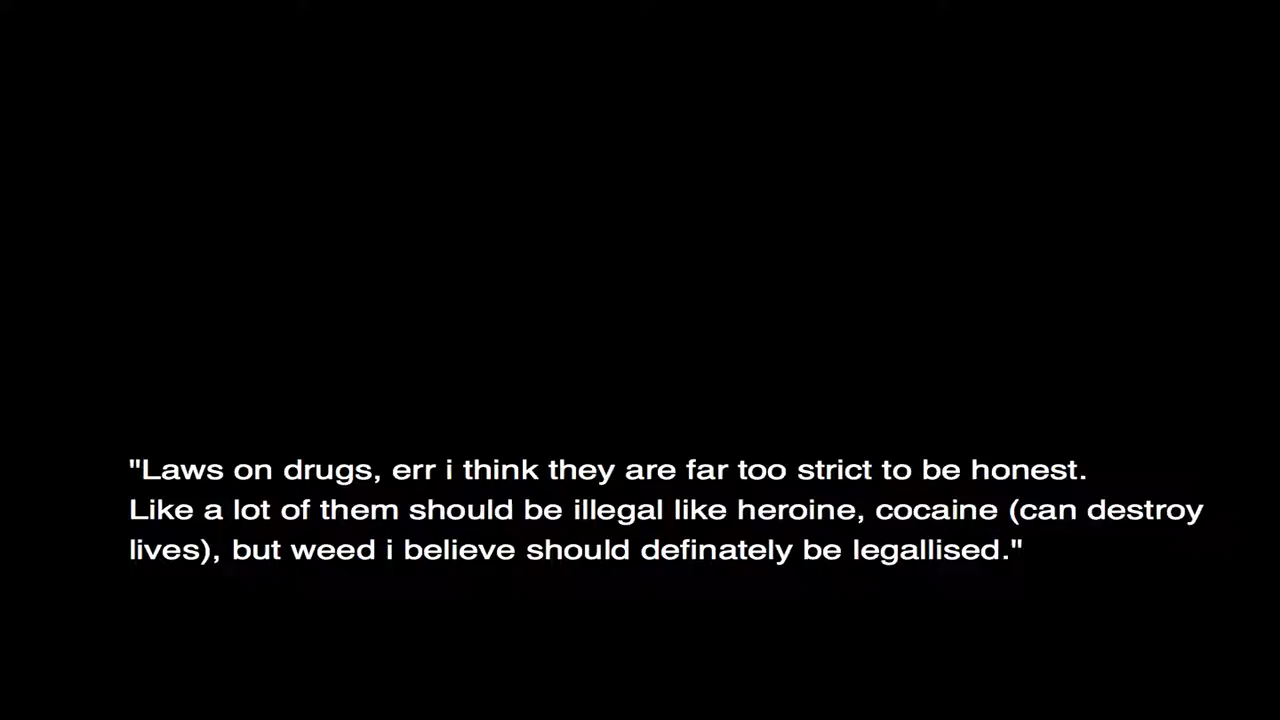 "Laws on drugs, err i think they are far too strict to be honest.
Like a lot of them should be illegal like heroine, cocaine (can destroy
lives), but weed i believe should definately be legallised."